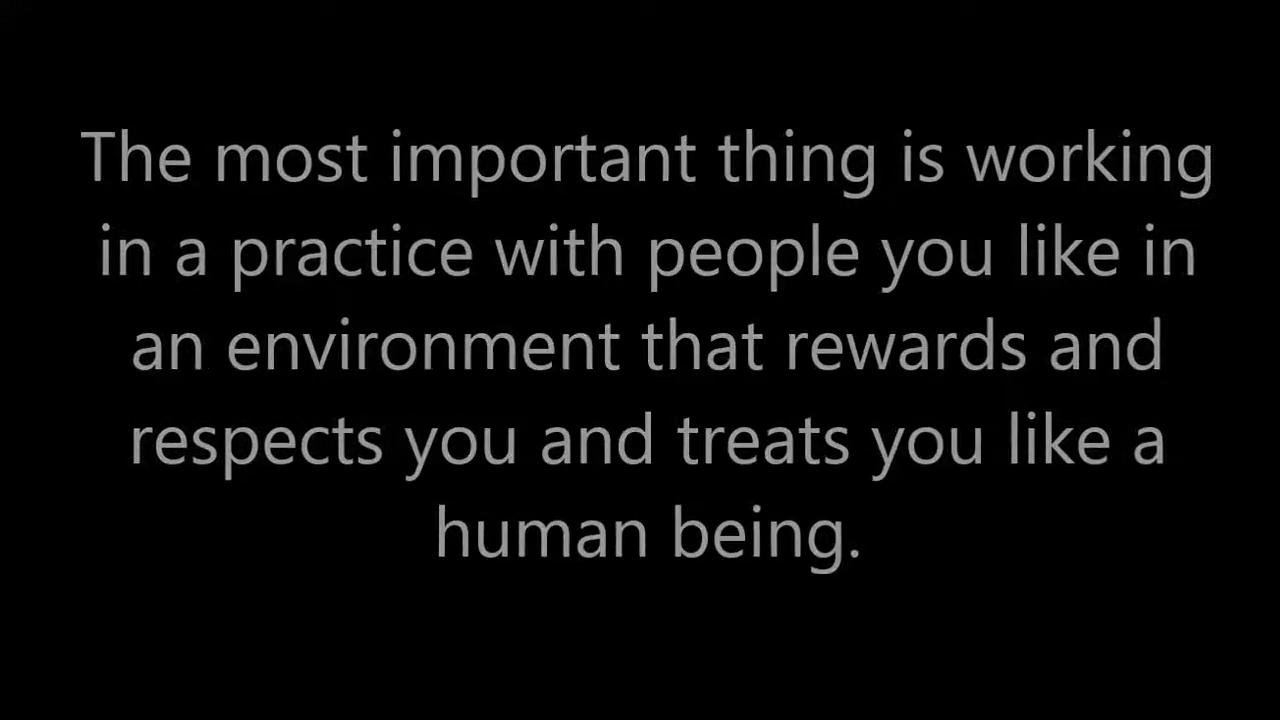 The most important thing is working
in a practice with people you like in
an environment that rewards and
respects you and treats you like a
human being.